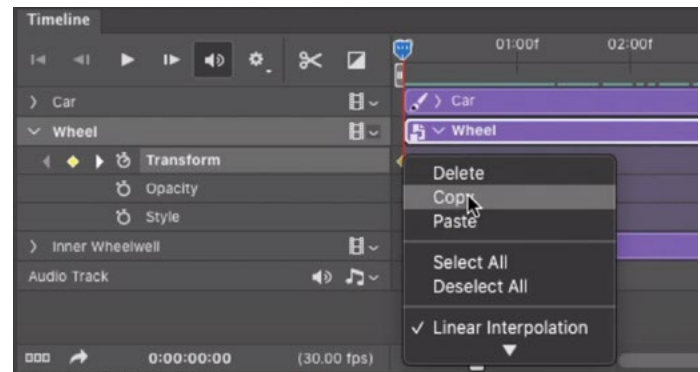 Timeline
01:00f 02:00f
Car
Car
Wheel
Wheel
Transform
Opacity
Style
Inner Wheelwell
Audio Track
0:00:00:00 (30.00 fps)
Delete
Copy
Paste
Select All
Deselect All
✓ Linear Interpolation